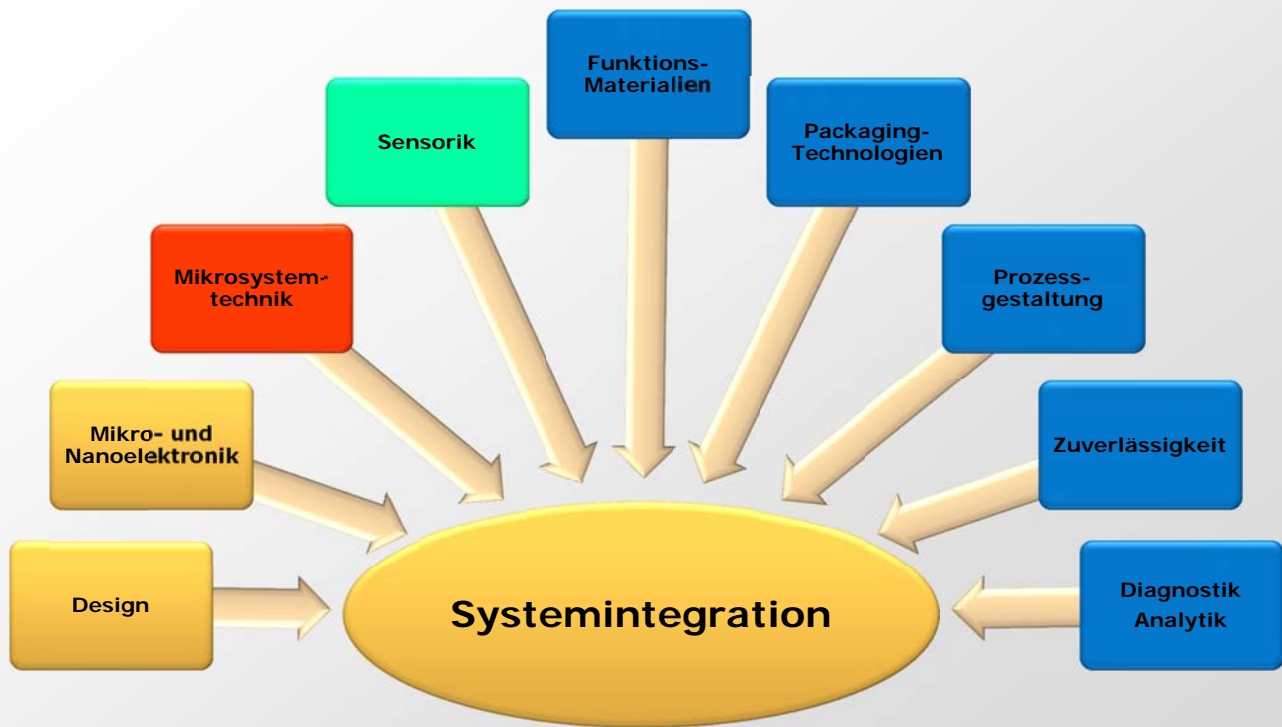 Funktions-
Materialien
Sensorik
Packaging-
Technologien
Mikrosystem-
technik
Prozess-
gestaltung
Mikro- und
Nanoelektronik
Zuverlässigkeit
Design
Systemintegration
Diagnostik
Analytik